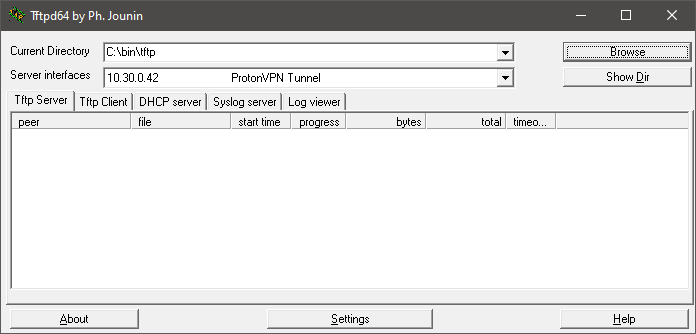 Tftpd64 by Ph. Jounin
Current Directory C:\bin\tftp Browse
Server interfaces 10.30.0.42 ProtonVPN Tunnel Show Dir
Tftp Server Tftp Client DHCP server Syslog server Log viewer
peer file start time progress bytes total timeo...
About Settings Help